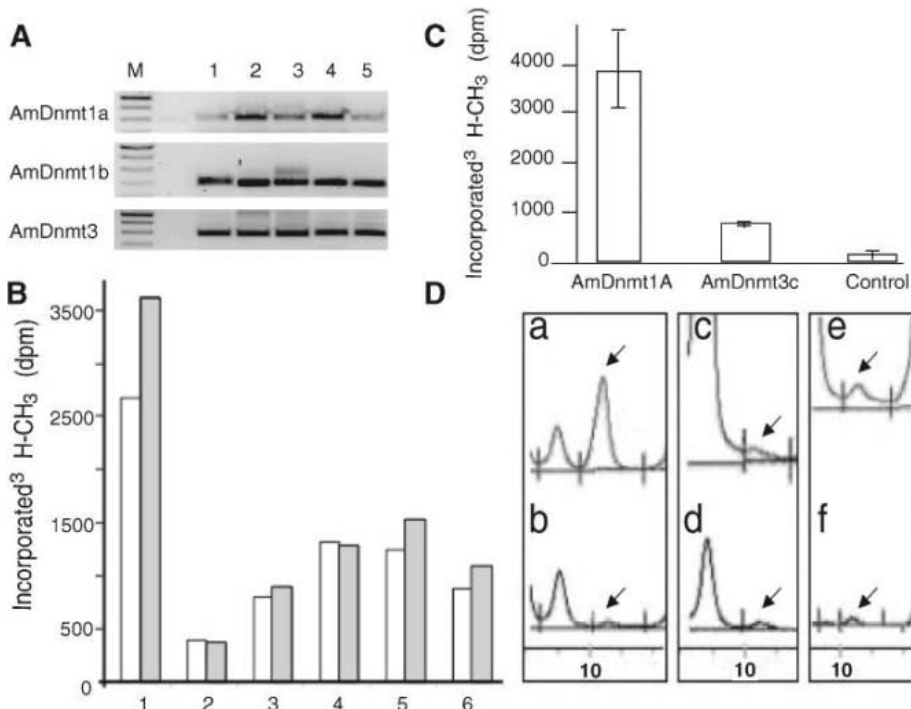 A
M 1 2 3 4 5
AmDnmt1a
AmDnmt1b
AmDnmt3
B
Incorporated³ H-CH₃ (dpm)
3500
2500
1500
500
0
1 2 3 4 5 6
C
Incorporated³ H-CH₃ (dpm)
4000
3000
2000
1000
0
AmDnmt1A AmDnmt3c Control
D
a c e
b d f
10 10 10